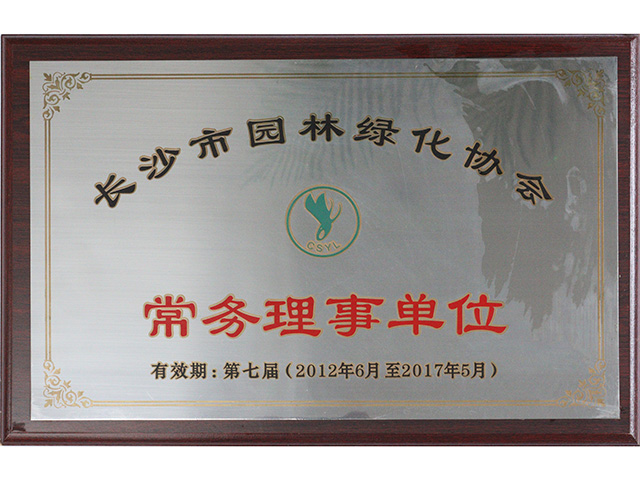 长沙市园林绿化协会
CSYL
常务理事单位
有效期：第七届（2012年6月至2017年5月）